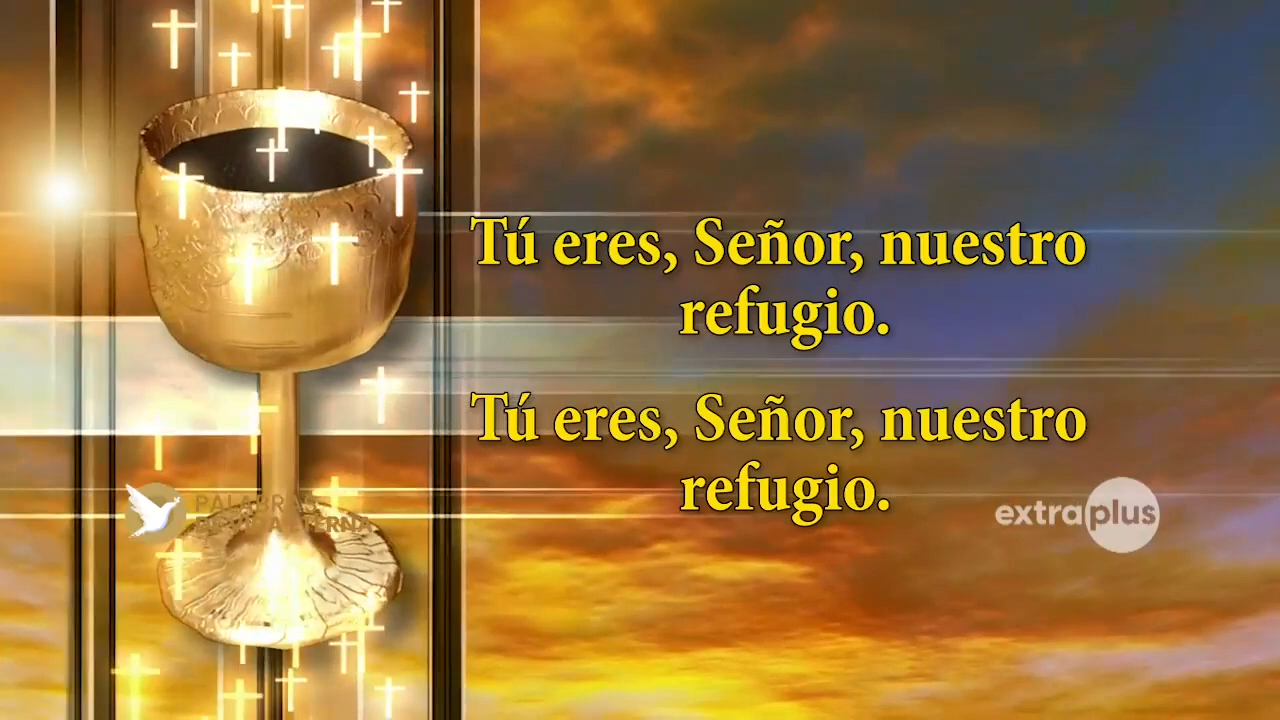 Tú eres, Señor, nuestro
refugio.
Tú eres, Señor, nuestro
refugio.
extraplus